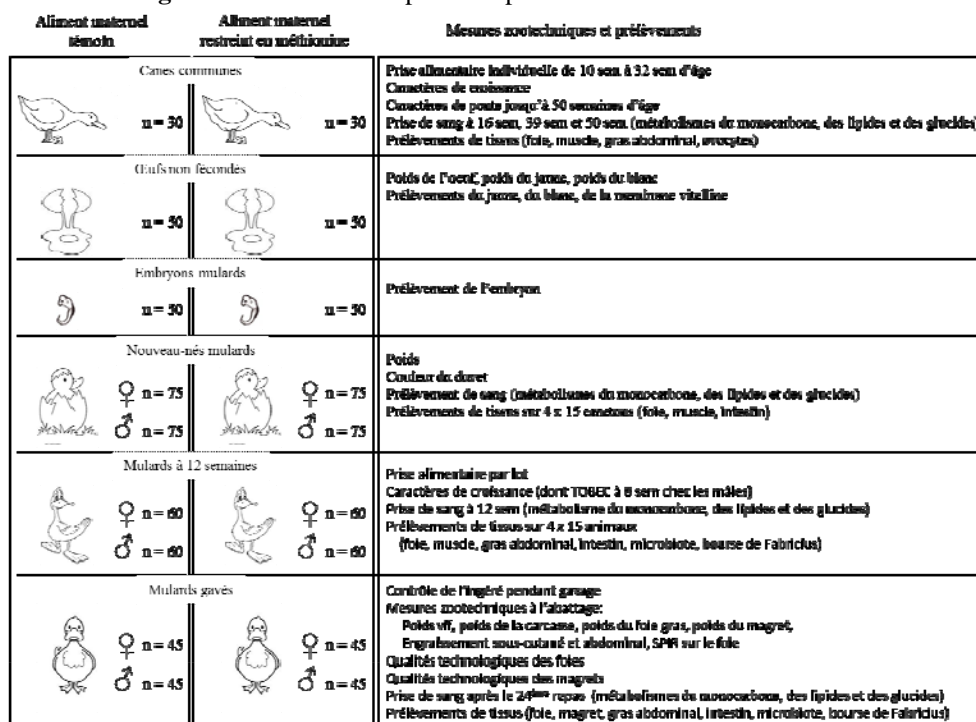 Aliment maternel témoin
Aliment maternel restreint en méthionine
Mesures zootechniques et prélèvements
Canes communes
n = 30
n = 30
Prise alimentaire individuelle de 10 sem à 32 sem d'âge
Caractères de croissance
Caractères de ponte jusqu'à 50 semaines d'âge
Prise de sang à 16 sem, 39 sem et 50 sem (métabolismes du monocarbone, des lipides et des glucides)
Prélèvements de tissus (foie, muscle, gras abdominal, ovocytes)
Œufs non fécondés
n = 50
n = 50
Poids de l'oeuf, poids du jaune, poids du blanc
Prélèvements du jaune, du blanc, de la membrane vitelline
Embryons mulards
n = 50
n = 50
Prélèvement de l'embryon
Nouveau-nés mulards
♀ n = 75
♀ n = 75
♂ n = 75
♂ n = 75
Poids
Couleur du duvet
Prélèvement de sang (métabolismes du monocarbone, des lipides et des glucides)
Prélèvements de tissus sur 4 x 15 canetons (foie, muscle, intestin)
Mulards à 12 semaines
♀ n = 60
♀ n = 60
♂ n = 60
♂ n = 60
Prise alimentaire par lot
Caractères de croissance (dont TOBEC à 8 sem chez les mâles)
Prise de sang à 12 sem (métabolisme du monocarbone, des lipides et des glucides)
Prélèvements de tissus sur 4 x 15 animaux
(foie, muscle, gras abdominal, intestin, microbiote, bourse de Fabricius)
Mulards gavés
♀ n = 45
♀ n = 45
♂ n = 45
♂ n = 45
Contrôle de l'ingéré pendant gavage
Mesures zootechniques à l'abattage:
Poids vif, poids de la carcasse, poids du foie gras, poids du magret,
Engraissement sous-cutané et abdominal, SPIR sur le foie
Qualités technologiques des foies
Qualités technologiques des magrets
Prise de sang après le 24ème repas (métabolismes du monocarbone, des lipides et des glucides)
Prélèvements de tissus (foie, magret, gras abdominal, intestin, microbiote, bourse de Fabricius)